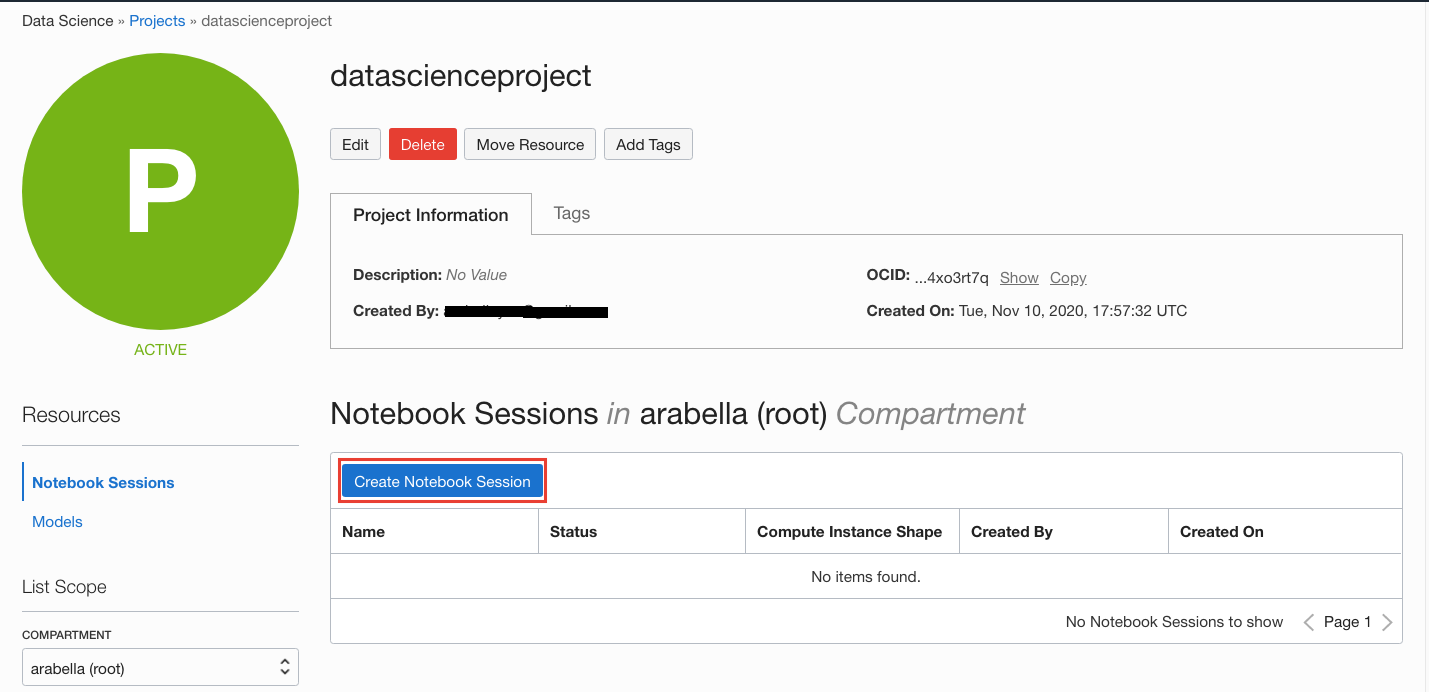 Data Science » Projects » datascienceproject
P
ACTIVE
datascienceproject
Edit Delete Move Resource Add Tags
Project Information Tags
Description: No Value OCID: ...4xo3rt7q Show Copy
Created By: Created On: Tue, Nov 10, 2020, 17:57:32 UTC
Resources
Notebook Sessions
Models
List Scope
COMPARTMENT
arabella (root)
Notebook Sessions in arabella (root) Compartment
Create Notebook Session
Name Status Compute Instance Shape Created By Created On
No items found.
No Notebook Sessions to show Page 1